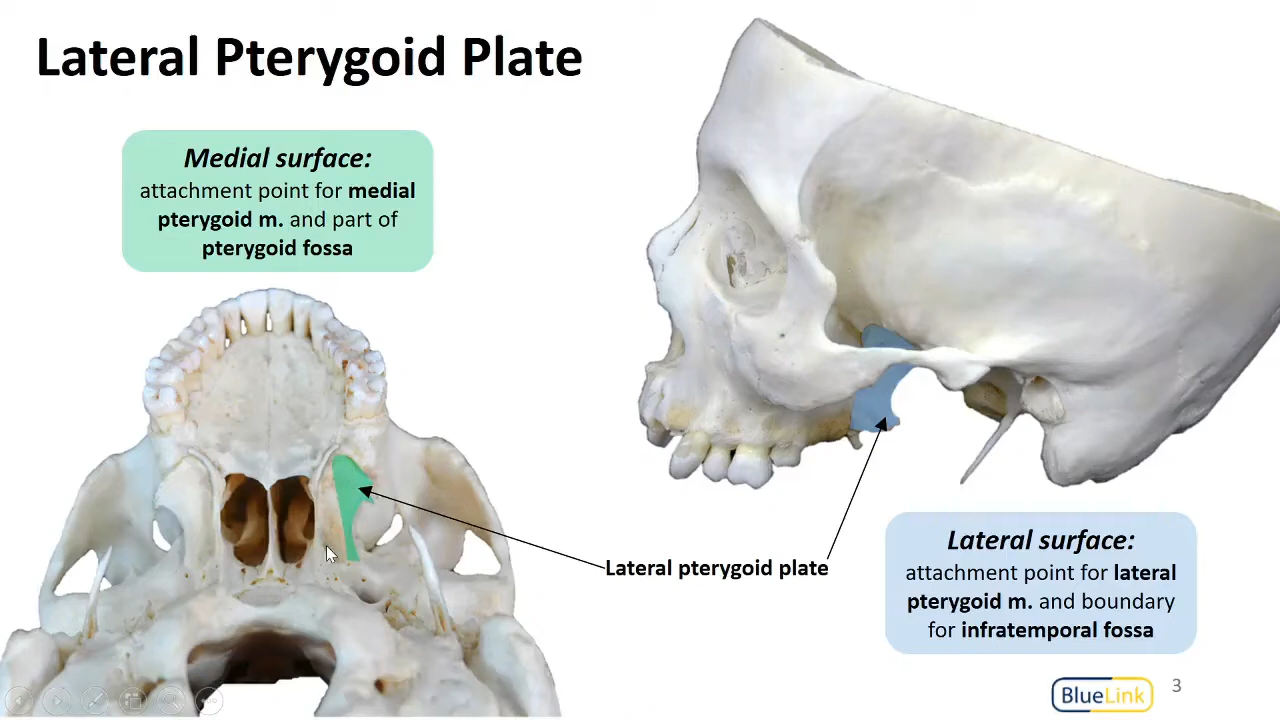 Lateral Pterygoid Plate
Medial surface:
attachment point for medial
pterygoid m. and part of
pterygoid fossa
Lateral pterygoid plate
Lateral surface:
attachment point for lateral
pterygoid m. and boundary
for infratemporal fossa
BlueLink
3